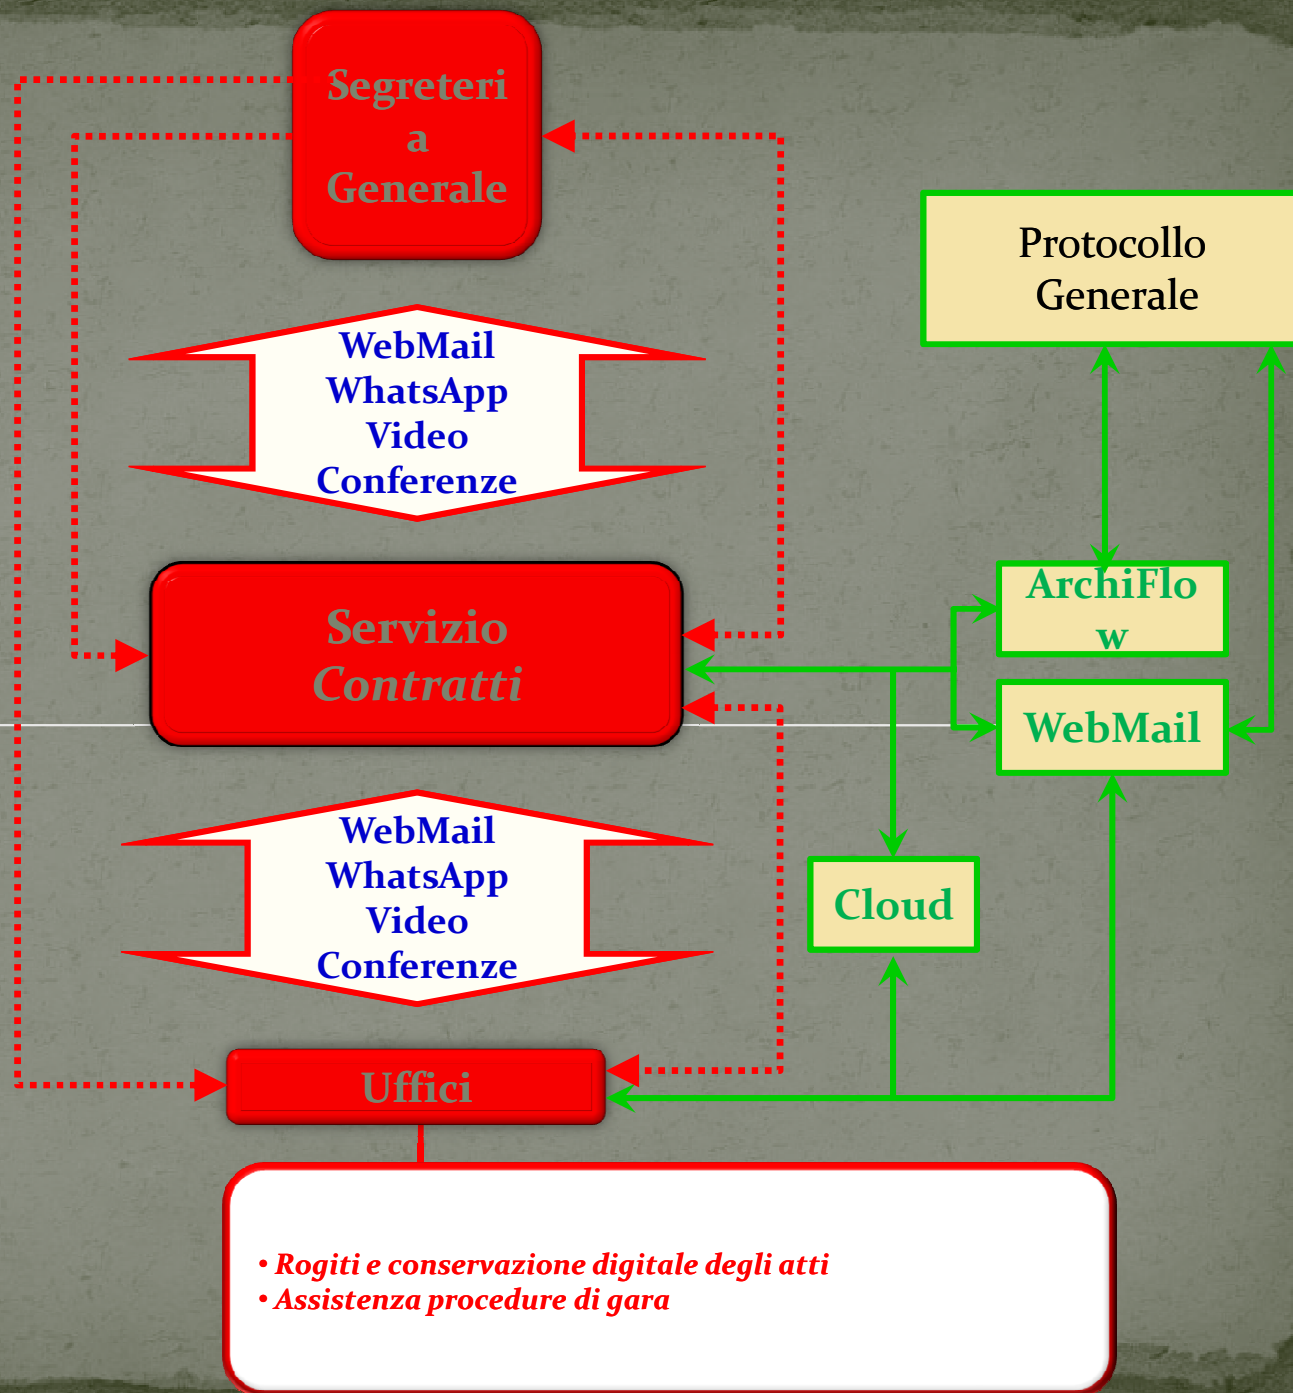 Segreteri
a
Generale
Protocollo
Generale
WebMail
WhatsApp
Video
Conferenze
Servizio
Contratti
ArchiFlo
w
WebMail
WebMail
WhatsApp
Video
Conferenze
Cloud
Uffici
• Rogiti e conservazione digitale degli atti
• Assistenza procedure di gara